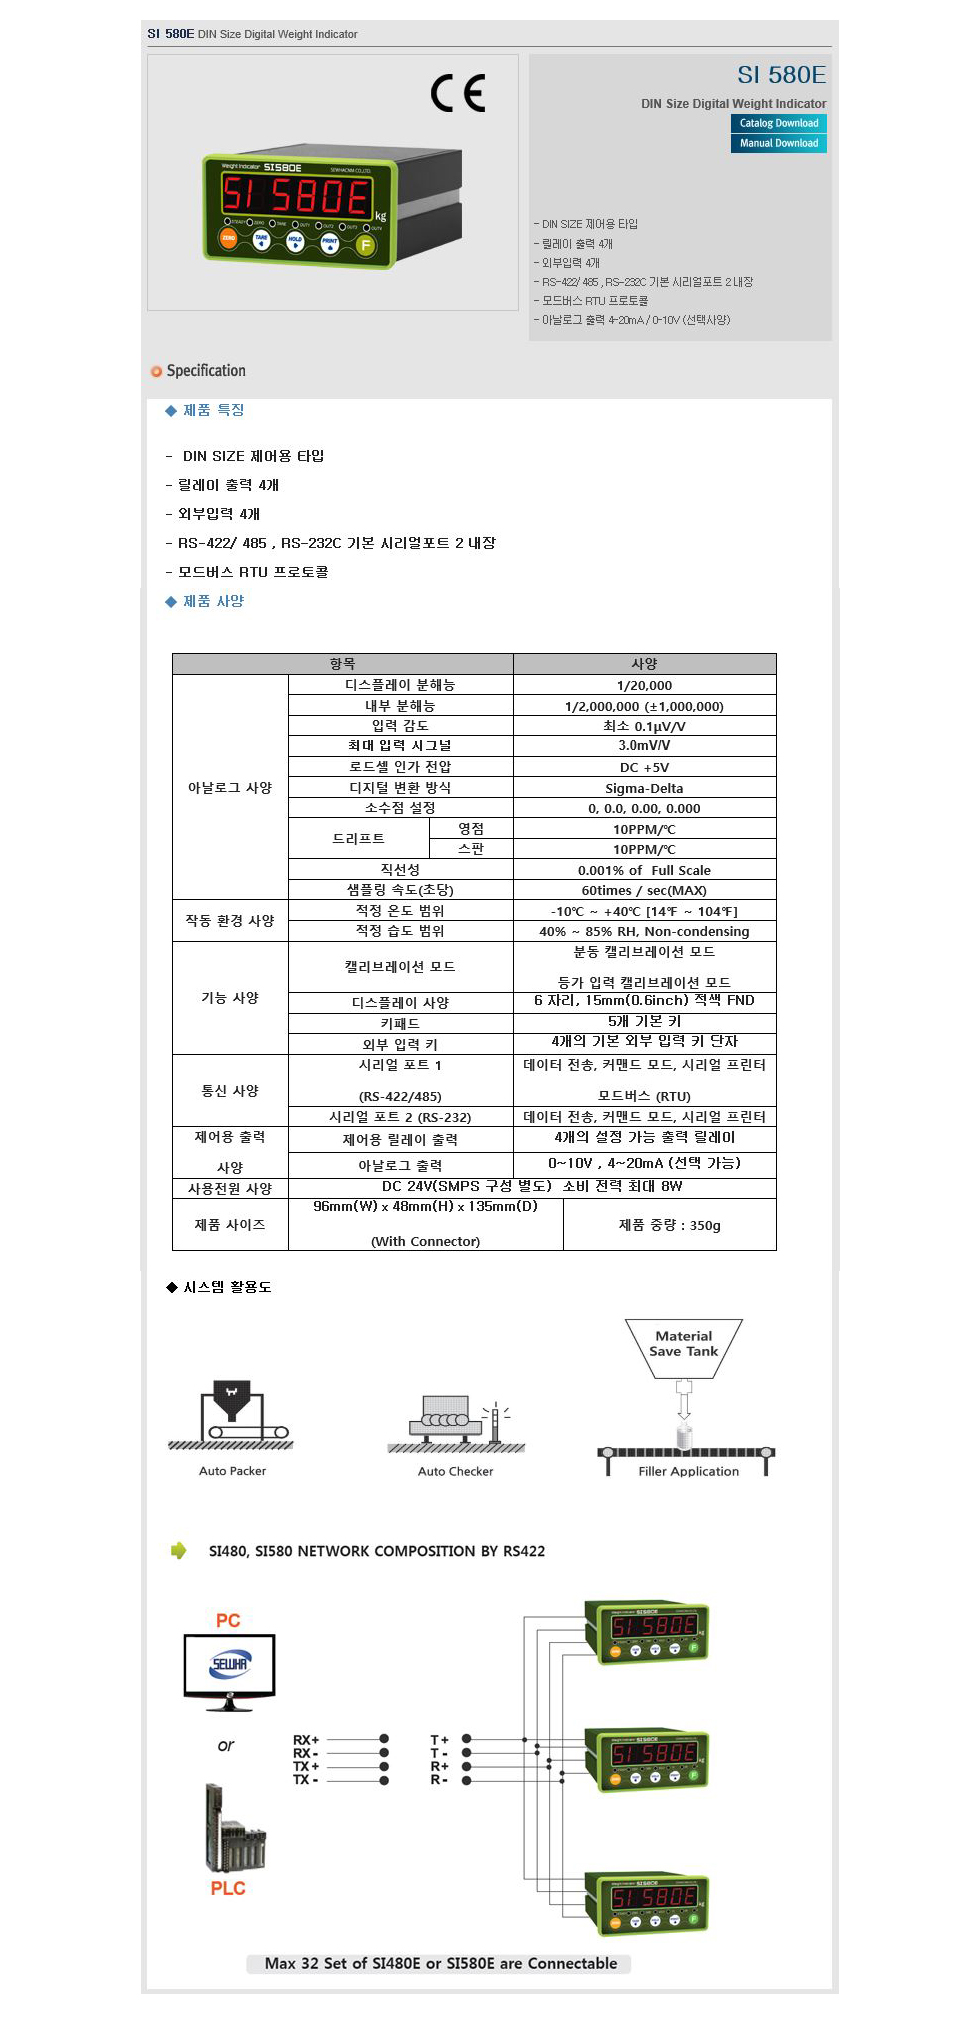 SI 580E DIN Size Digital Weight Indicator
Weight Indicator SI580E SEWHACNM CO.,LTD.
SI 580E kg
STEADY ZERO TARE OUT1 OUT2 OUT3 OUT4
ZERO TARE HOLD PRINT F
SI 580E
DIN Size Digital Weight Indicator
Catalog Download
Manual Download
- DIN SIZE 제어용 타입
- 릴레이 출력 4개
- 외부입력 4개
- RS-422/ 485 , RS-232C 기본 시리얼포트 2 내장
- 모드버스 RTU 프로토콜
- 아날로그 출력 4-20mA / 0-10V (선택사양)
Specification
◆ 제품 특징
- DIN SIZE 제어용 타입
- 릴레이 출력 4개
- 외부입력 4개
- RS-422/ 485 , RS-232C 기본 시리얼포트 2 내장
- 모드버스 RTU 프로토콜
◆ 제품 사양
항목 사양
아날로그 사양
디스플레이 분해능 1/20,000
내부 분해능 1/2,000,000 (±1,000,000)
입력 감도 최소 0.1μV/V
최대 입력 시그널 3.0mV/V
로드셀 인가 전압 DC +5V
디지털 변환 방식 Sigma-Delta
소수점 설정 0, 0.0, 0.00, 0.000
드리프트 영점 10PPM/℃
스판 10PPM/℃
직선성 0.001% of Full Scale
샘플링 속도(초당) 60times / sec(MAX)
작동 환경 사양
적정 온도 범위 -10℃ ~ +40℃ [14℉ ~ 104℉]
적정 습도 범위 40% ~ 85% RH, Non-condensing
기능 사양
캘리브레이션 모드 분동 캘리브레이션 모드
등가 입력 캘리브레이션 모드
디스플레이 사양 6 자리, 15mm(0.6inch) 적색 FND
키패드 5개 기본 키
외부 입력 키 4개의 기본 외부 입력 키 단자
통신 사양
시리얼 포트 1 데이터 전송, 커맨드 모드, 시리얼 프린터
(RS-422/485) 모드버스 (RTU)
시리얼 포트 2 (RS-232) 데이터 전송, 커맨드 모드, 시리얼 프린터
제어용 출력
사양
제어용 릴레이 출력 4개의 설정 가능 출력 릴레이
아날로그 출력 0~10V , 4~20mA (선택 가능)
사용전원 사양 DC 24V(SMPS 구성 별도) 소비 전력 최대 8W
제품 사이즈 96mm(W) x 48mm(H) x 135mm(D)
(With Connector)
제품 중량 : 350g
◆ 시스템 활용도
Material
Save Tank
Auto Packer
Auto Checker
Filler Application
SI480, SI580 NETWORK COMPOSITION BY RS422
PC
SEWHA
or
PLC
RX+ T+
RX- T-
TX+ R+
TX- R-
SI580E
SI 580E kg
SI580E
SI 580E kg
SI580E
SI 580E kg
Max 32 Set of SI480E or SI580E are Connectable